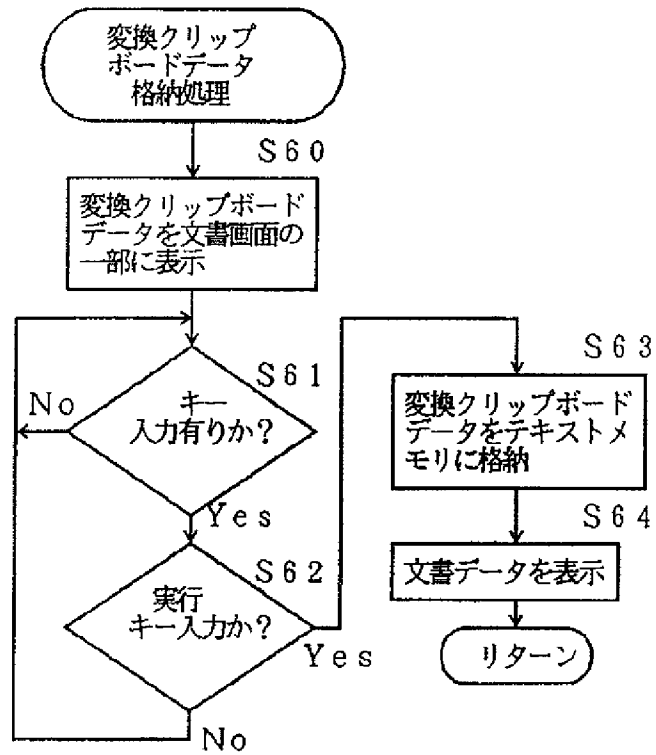 変換クリップ
ボードデータ
格納処理
S60
変換クリップボード
データを文書画面の
一部に表示
S61
キー
入力有りか?
No
Yes
S62
実行
キー入力か?
Yes
No
S63
変換クリップボード
データをテキストメ
モリに格納
S64
文書データを表示
リターン